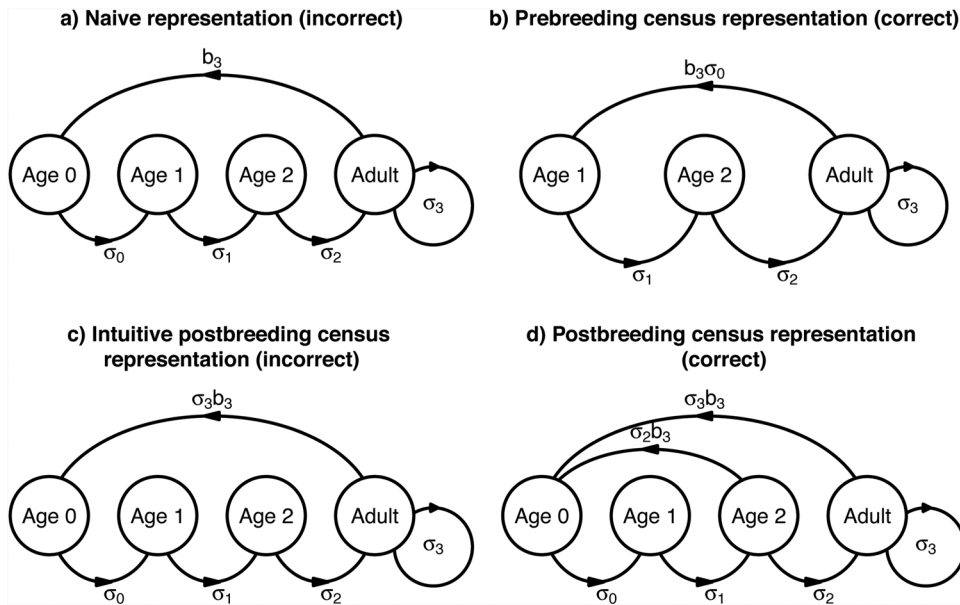 a) Naive representation (incorrect)
b₃
Age 0 Age 1 Age 2 Adult
σ₃
σ₀ σ₁ σ₂
b) Prebreeding census representation (correct)
b₃σ₀
Age 1 Age 2 Adult
σ₃
σ₁ σ₂
c) Intuitive postbreeding census
representation (incorrect)
σ₃b₃
Age 0 Age 1 Age 2 Adult
σ₃
σ₀ σ₁ σ₂
d) Postbreeding census representation
(correct)
σ₃b₃
σ₂b₃
Age 0 Age 1 Age 2 Adult
σ₃
σ₀ σ₁ σ₂